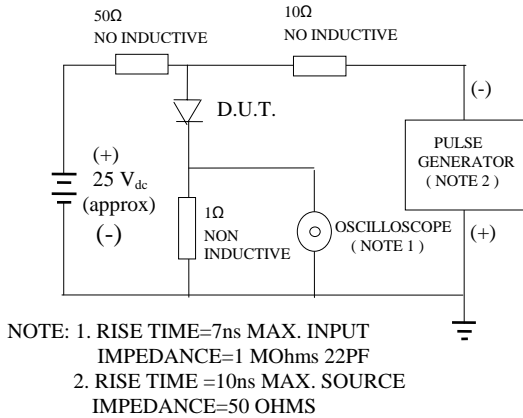 50Ω
NO INDUCTIVE
10Ω
NO INDUCTIVE
D.U.T.
(-)
PULSE
GENERATOR
( NOTE 2 )
(+)
(+)
25 Vdc
(approx)
(-)
1Ω
NON
INDUCTIVE
OSCILLOSCOPE
( NOTE 1 )
NOTE: 1. RISE TIME=7ns MAX. INPUT
IMPEDANCE=1 MOhms 22PF
2. RISE TIME =10ns MAX. SOURCE
IMPEDANCE=50 OHMS